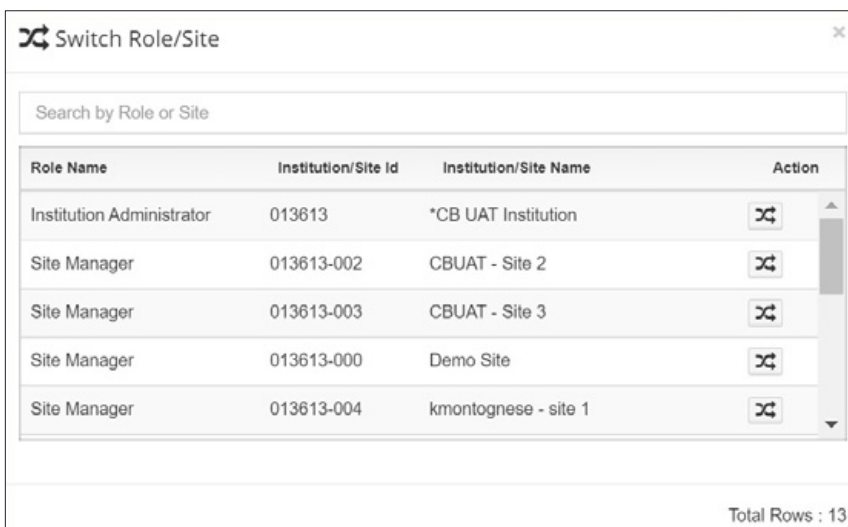 Switch Role/Site
×
Search by Role or Site
Role Name Institution/Site Id Institution/Site Name Action
Institution Administrator 013613 *CB UAT Institution
Site Manager 013613-002 CBUAT - Site 2
Site Manager 013613-003 CBUAT - Site 3
Site Manager 013613-000 Demo Site
Site Manager 013613-004 kmontognese - site 1
Total Rows : 13